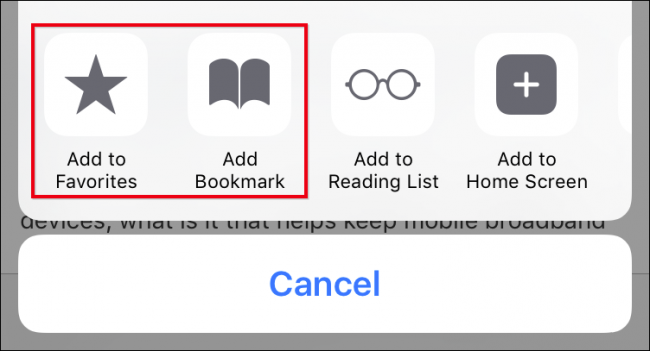 Add to Favorites
Add Bookmark
Add to Reading List
Add to Home Screen
devices, what is it that helps keep mobile broadband
Cancel